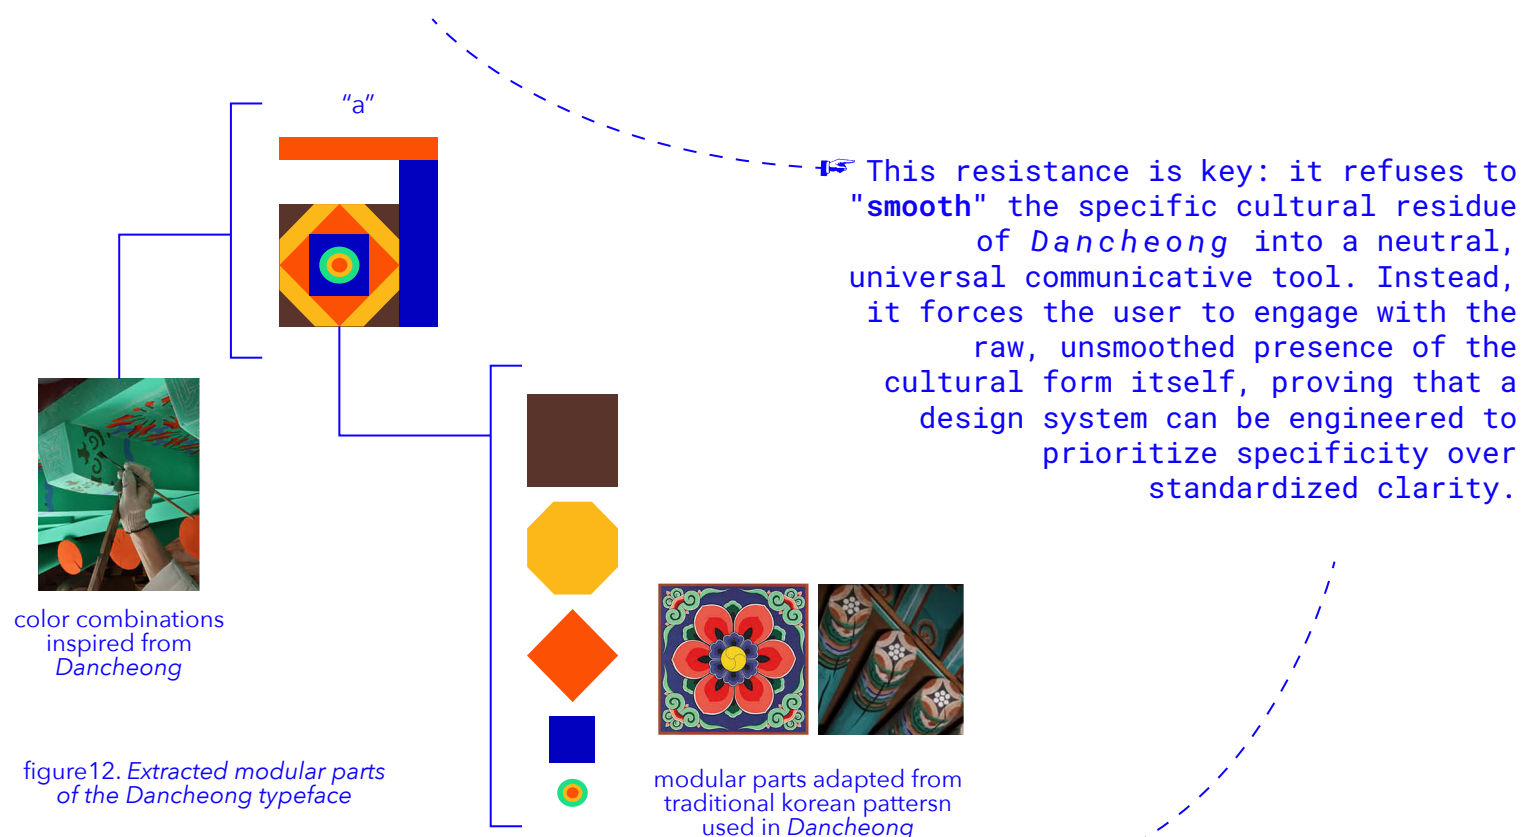 “a”
This resistance is key: it refuses to
"smooth" the specific cultural residue
of Dancheong into a neutral,
universal communicative tool. Instead,
it forces the user to engage with the
raw, unsmoothed presence of the
cultural form itself, proving that a
design system can be engineered to
prioritize specificity over
standardized clarity.
color combinations
inspired from
Dancheong
figure12. Extracted modular parts
of the Dancheong typeface
modular parts adapted from
traditional korean pattersn
used in Dancheong